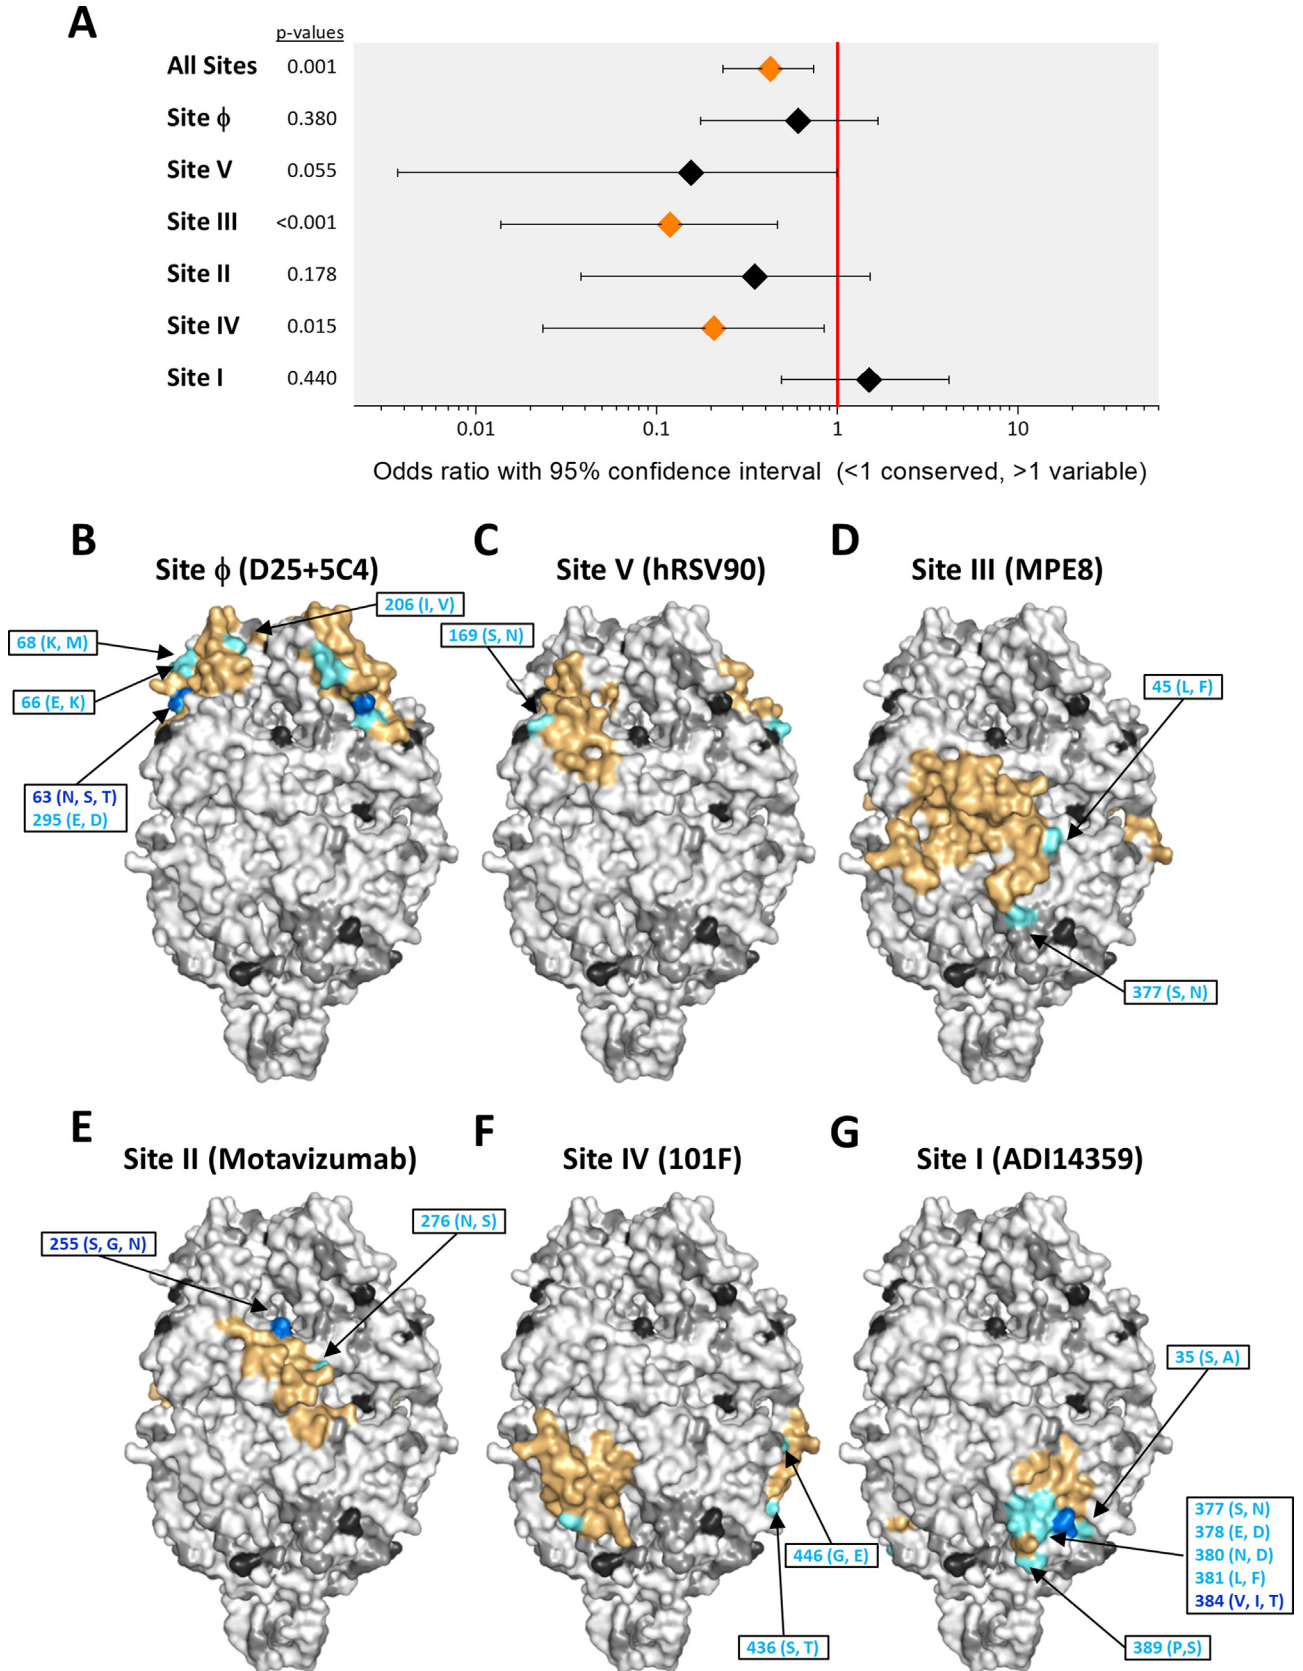 A
p-values
All Sites 0.001
Site ϕ 0.380
Site V 0.055
Site III <0.001
Site II 0.178
Site IV 0.015
Site I 0.440
0.01 0.1 1 10
Odds ratio with 95% confidence interval (<1 conserved, >1 variable)
B
Site ϕ (D25+5C4)
206 (I, V)
68 (K, M)
66 (E, K)
63 (N, S, T)
295 (E, D)
C
Site V (hRSV90)
169 (S, N)
D
Site III (MPE8)
45 (L, F)
377 (S, N)
E
Site II (Motavizumab)
255 (S, G, N)
276 (N, S)
F
Site IV (101F)
446 (G, E)
436 (S, T)
G
Site I (ADI14359)
35 (S, A)
377 (S, N)
378 (E, D)
380 (N, D)
381 (L, F)
384 (V, I, T)
389 (P,S)